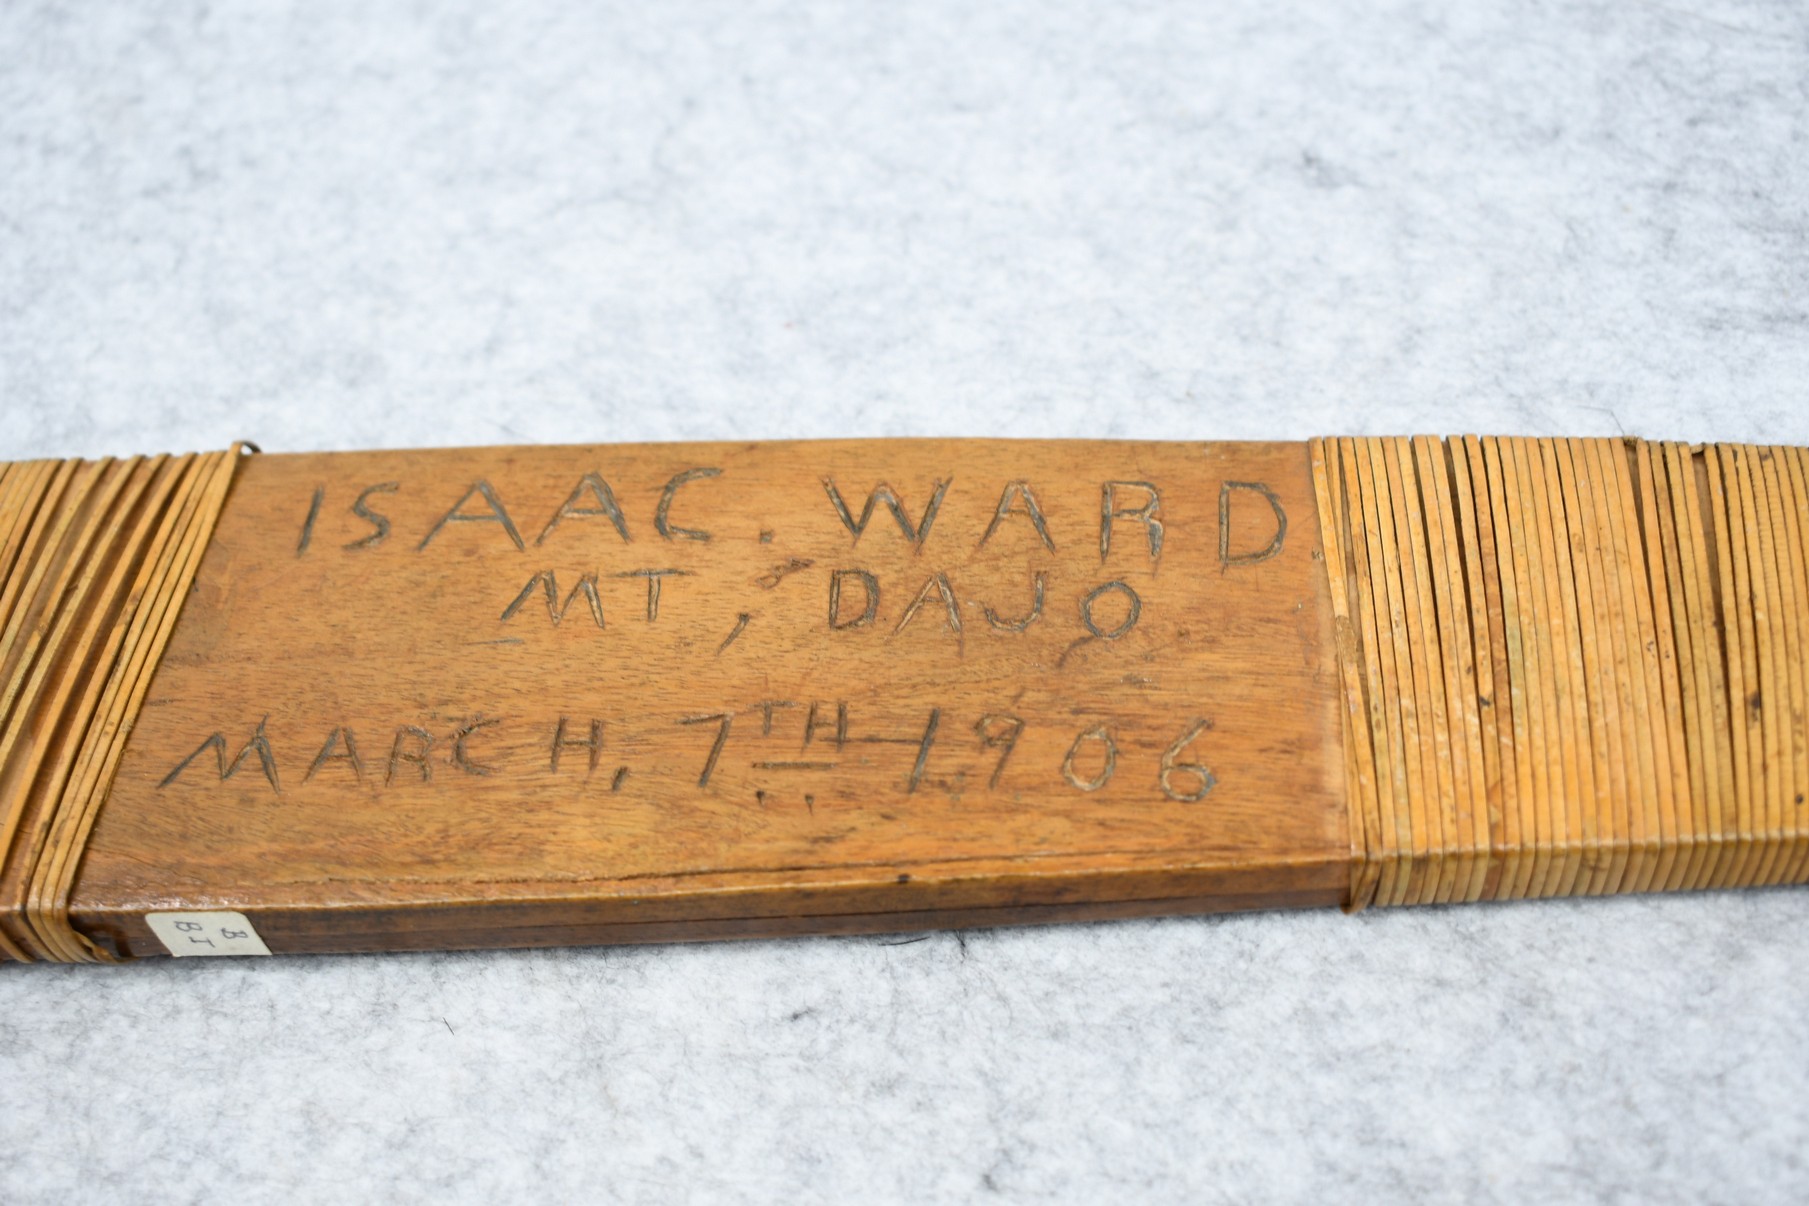 ISAAC. WARD
MT, DAJO
MARCH, 7TH 1906